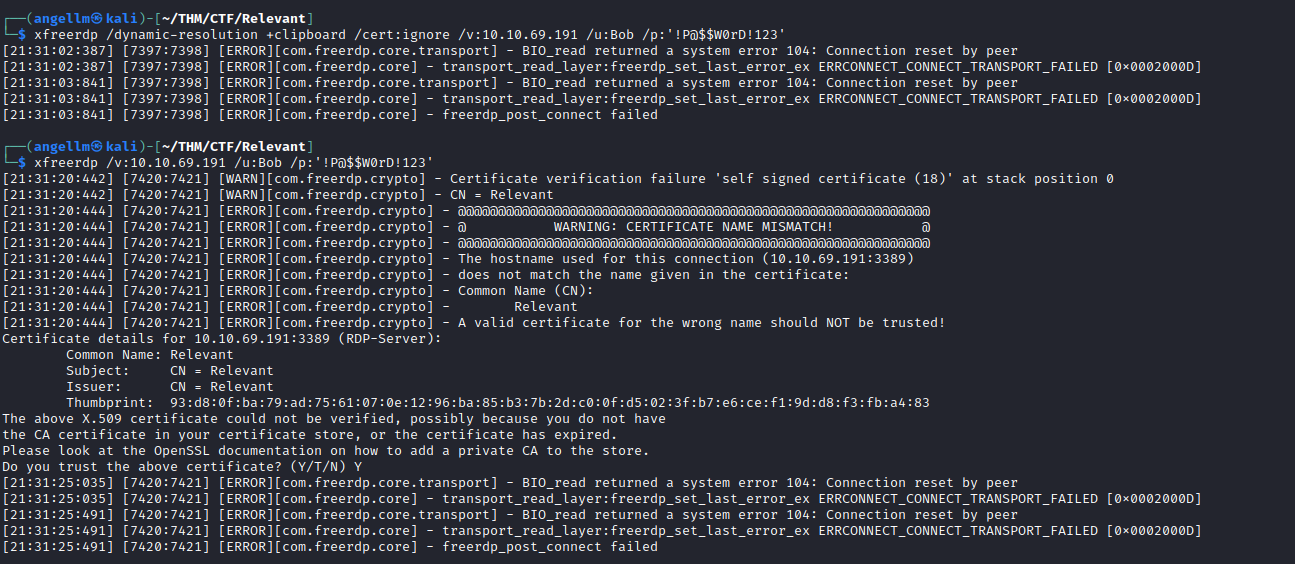 ┌──(angellm㉿kali)-[~/THM/CTF/Relevant]
└─$ xfreerdp /dynamic-resolution +clipboard /cert:ignore /v:10.10.69.191 /u:Bob /p:'!P@$$W0rD!123'
[21:31:02:387] [7397:7398] [ERROR][com.freerdp.core.transport] - BIO_read returned a system error 104: Connection reset by peer
[21:31:02:387] [7397:7398] [ERROR][com.freerdp.core] - transport_read_layer:freerdp_set_last_error_ex ERRCONNECT_CONNECT_TRANSPORT_FAILED [0×0002000D]
[21:31:03:841] [7397:7398] [ERROR][com.freerdp.core.transport] - BIO_read returned a system error 104: Connection reset by peer
[21:31:03:841] [7397:7398] [ERROR][com.freerdp.core] - transport_read_layer:freerdp_set_last_error_ex ERRCONNECT_CONNECT_TRANSPORT_FAILED [0×0002000D]
[21:31:03:841] [7397:7398] [ERROR][com.freerdp.core] - freerdp_post_connect failed
┌──(angellm㉿kali)-[~/THM/CTF/Relevant]
└─$ xfreerdp /v:10.10.69.191 /u:Bob /p:'!P@$$W0rD!123'
[21:31:20:442] [7420:7421] [WARN][com.freerdp.crypto] - Certificate verification failure 'self signed certificate (18)' at stack position 0
[21:31:20:442] [7420:7421] [WARN][com.freerdp.crypto] - CN = Relevant
[21:31:20:444] [7420:7421] [ERROR][com.freerdp.crypto] - @@@@@@@@@@@@@@@@@@@@@@@@@@@@@@@@@@@@@@@@@@@@@@@@@@@@@@@@@@@
[21:31:20:444] [7420:7421] [ERROR][com.freerdp.crypto] - @           WARNING: CERTIFICATE NAME MISMATCH!           @
[21:31:20:444] [7420:7421] [ERROR][com.freerdp.crypto] - @@@@@@@@@@@@@@@@@@@@@@@@@@@@@@@@@@@@@@@@@@@@@@@@@@@@@@@@@@@
[21:31:20:444] [7420:7421] [ERROR][com.freerdp.crypto] - The hostname used for this connection (10.10.69.191:3389)
[21:31:20:444] [7420:7421] [ERROR][com.freerdp.crypto] - does not match the name given in the certificate:
[21:31:20:444] [7420:7421] [ERROR][com.freerdp.crypto] - Common Name (CN):
[21:31:20:444] [7420:7421] [ERROR][com.freerdp.crypto] -        Relevant
[21:31:20:444] [7420:7421] [ERROR][com.freerdp.crypto] - A valid certificate for the wrong name should NOT be trusted!
Certificate details for 10.10.69.191:3389 (RDP-Server):
        Common Name: Relevant
        Subject:     CN = Relevant
        Issuer:      CN = Relevant
        Thumbprint:  93:d8:0f:ba:79:ad:75:61:07:0e:12:96:ba:85:b3:7b:2d:c0:0f:d5:02:3f:b7:e6:ce:f1:9d:d8:f3:fb:a4:83
The above X.509 certificate could not be verified, possibly because you do not have
the CA certificate in your certificate store, or the certificate has expired.
Please look at the OpenSSL documentation on how to add a private CA to the store.
Do you trust the above certificate? (Y/T/N) Y
[21:31:25:035] [7420:7421] [ERROR][com.freerdp.core.transport] - BIO_read returned a system error 104: Connection reset by peer
[21:31:25:035] [7420:7421] [ERROR][com.freerdp.core] - transport_read_layer:freerdp_set_last_error_ex ERRCONNECT_CONNECT_TRANSPORT_FAILED [0×0002000D]
[21:31:25:491] [7420:7421] [ERROR][com.freerdp.core.transport] - BIO_read returned a system error 104: Connection reset by peer
[21:31:25:491] [7420:7421] [ERROR][com.freerdp.core] - transport_read_layer:freerdp_set_last_error_ex ERRCONNECT_CONNECT_TRANSPORT_FAILED [0×0002000D]
[21:31:25:491] [7420:7421] [ERROR][com.freerdp.core] - freerdp_post_connect failed